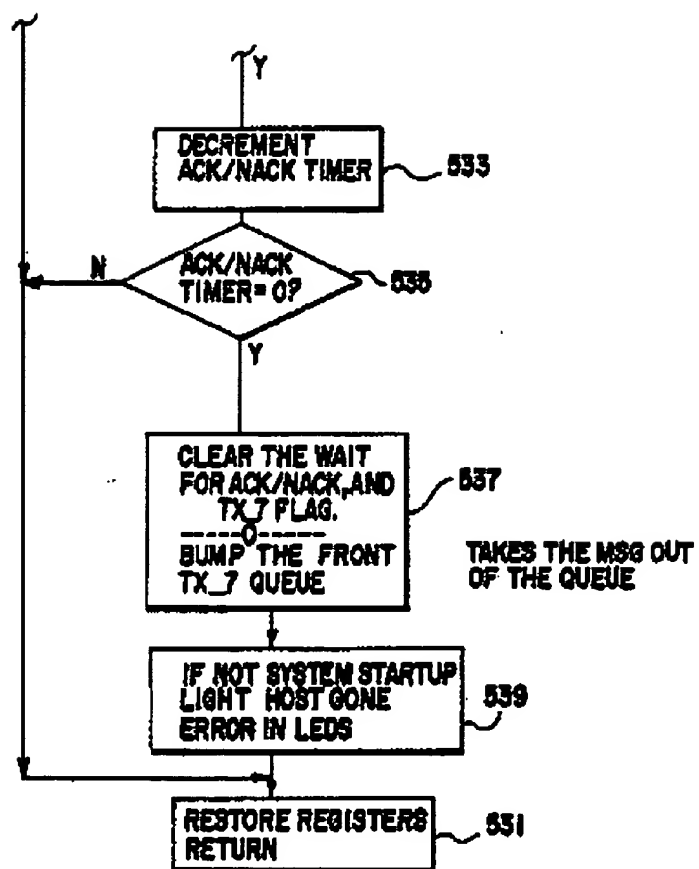 Y
DECREMENT
ACK/NACK TIMER
533
N
ACK/NACK
TIMER=0?
535
Y
CLEAR THE WAIT
FOR ACK/NACK, AND
TX_7 FLAG.
-----0-----
BUMP THE FRONT
TX_7 QUEUE
537
TAKES THE MSG OUT
OF THE QUEUE
IF NOT SYSTEM STARTUP
LIGHT HOST GONE
ERROR IN LEDS
539
RESTORE REGISTERS
RETURN
531